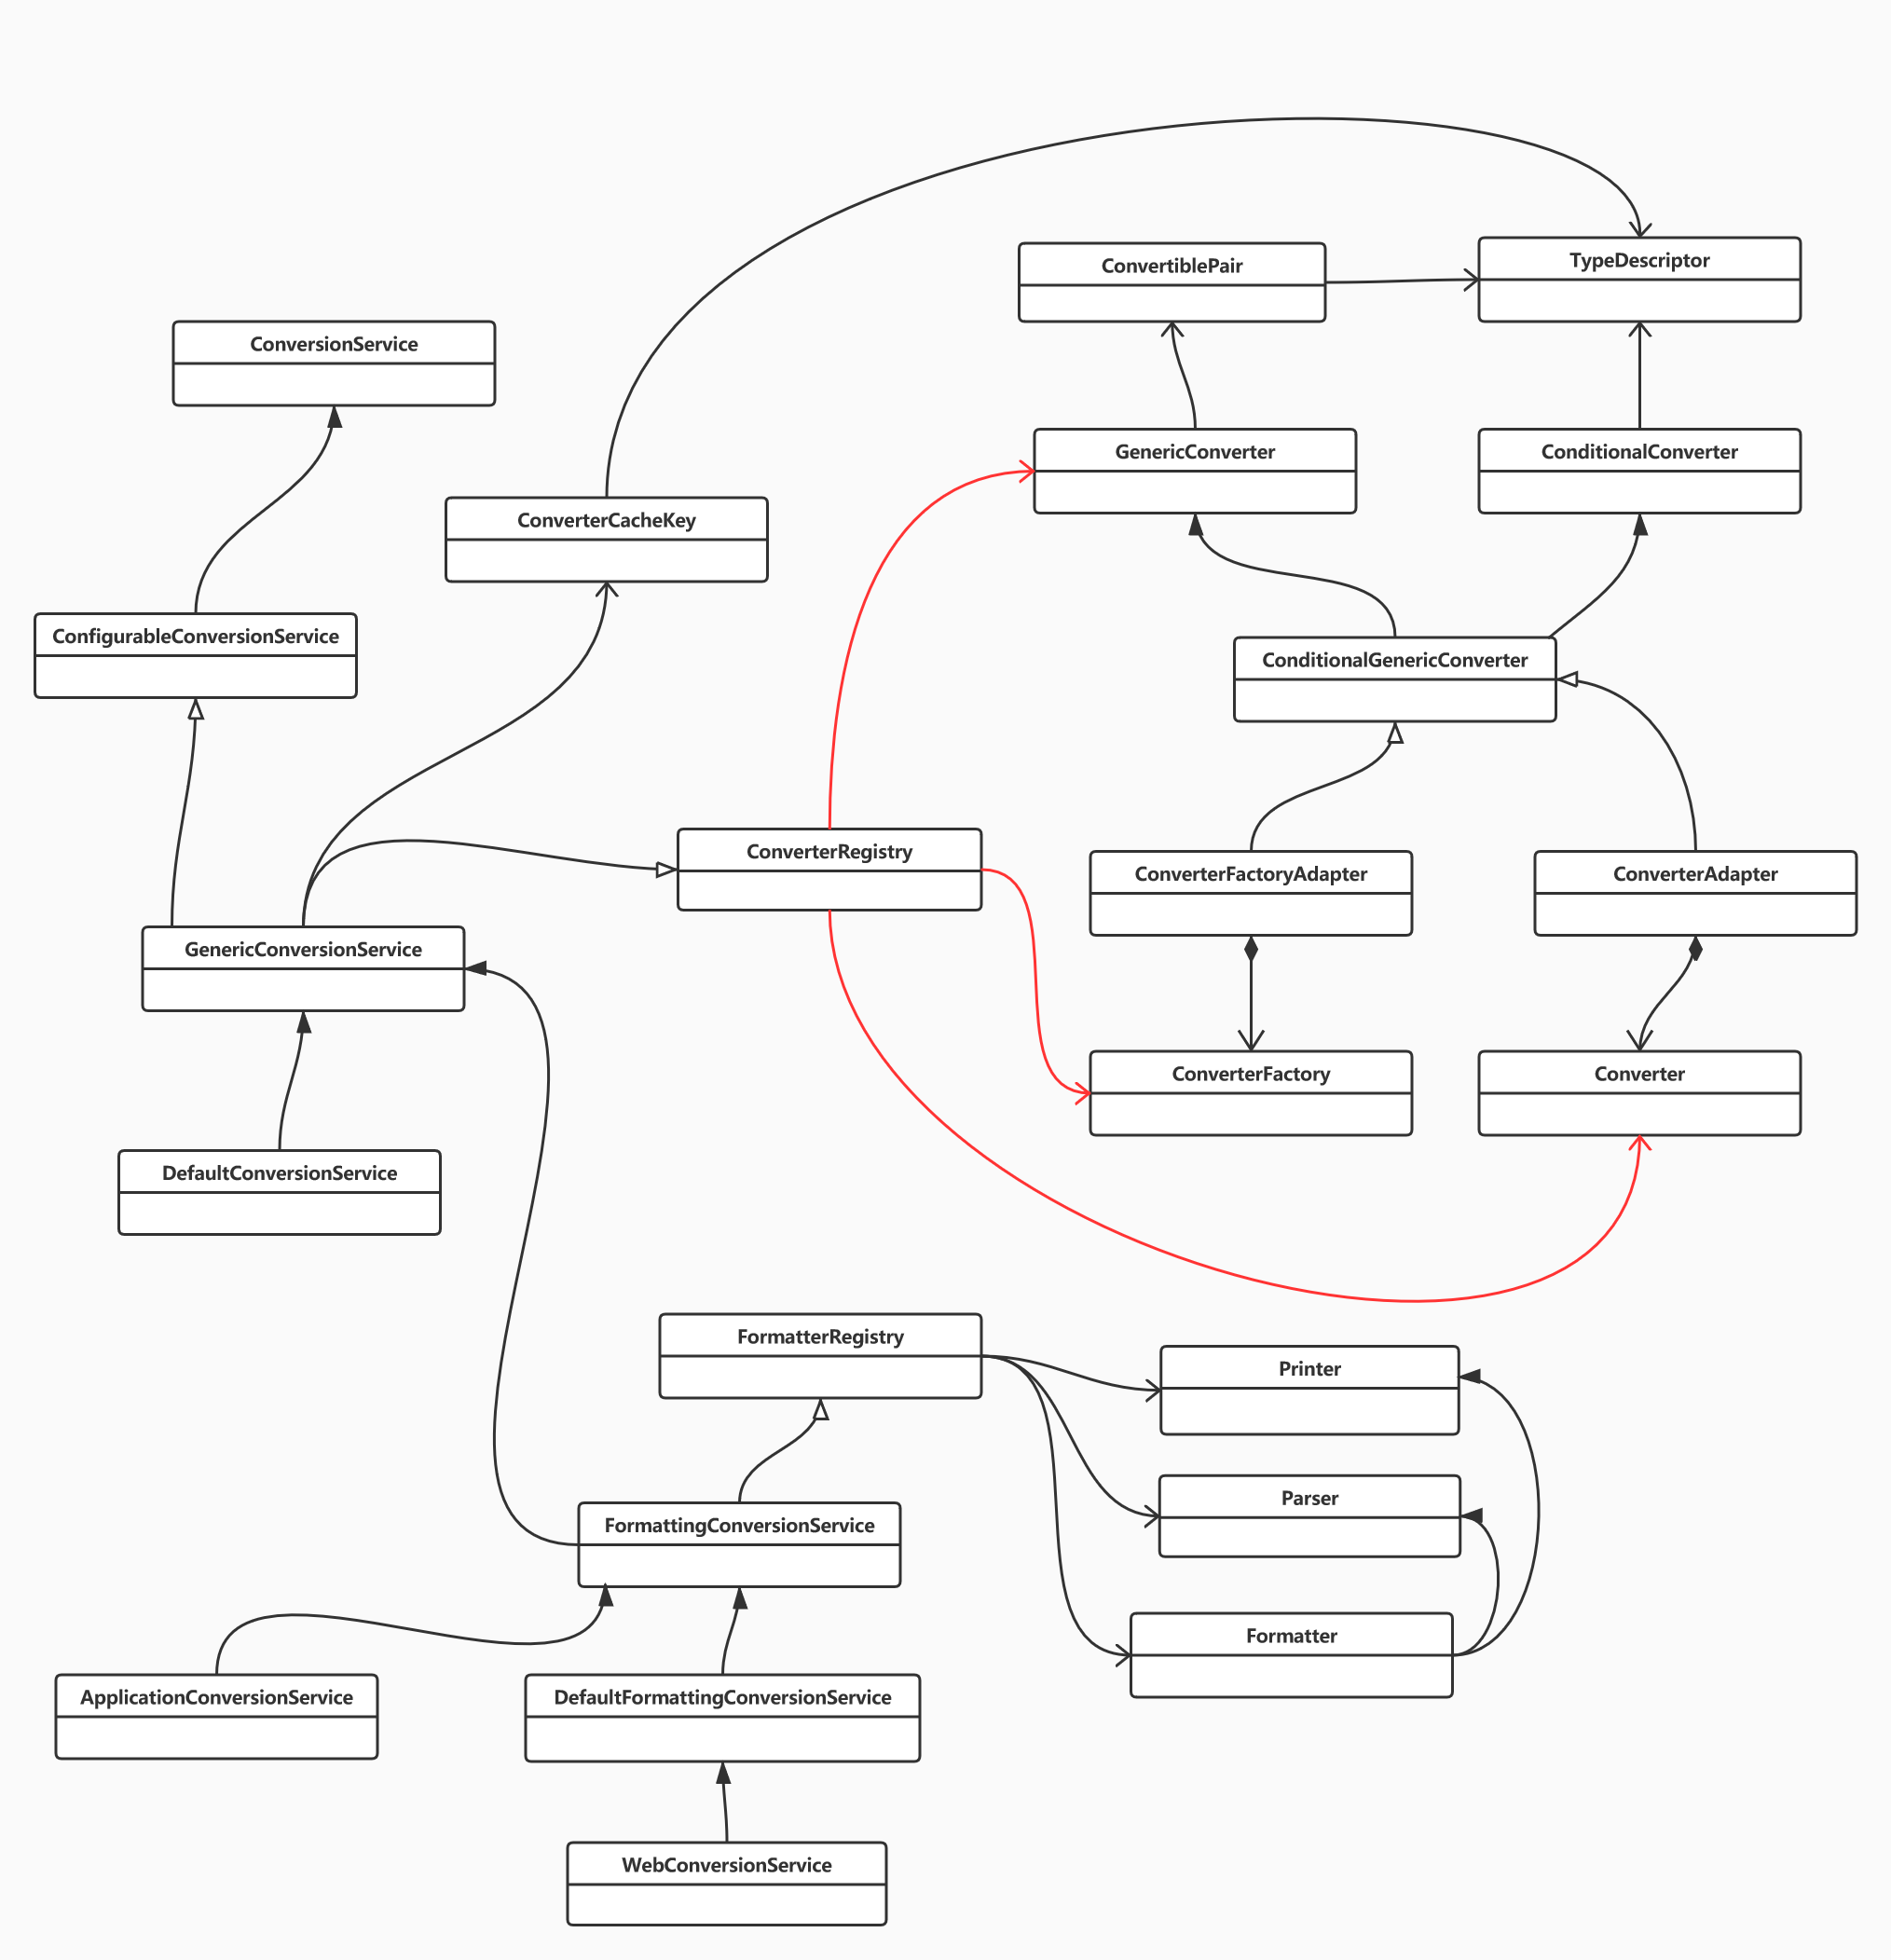 TypeDescriptor
ConvertiblePair
ConversionService
GenericConverter
ConditionalConverter
ConverterCacheKey
ConfigurableConversionService
ConditionalGenericConverter
ConverterRegistry
ConverterFactoryAdapter
ConverterAdapter
GenericConversionService
ConverterFactory
Converter
DefaultConversionService
FormatterRegistry
Printer
Parser
FormattingConversionService
Formatter
ApplicationConversionService
DefaultFormattingConversionService
WebConversionService